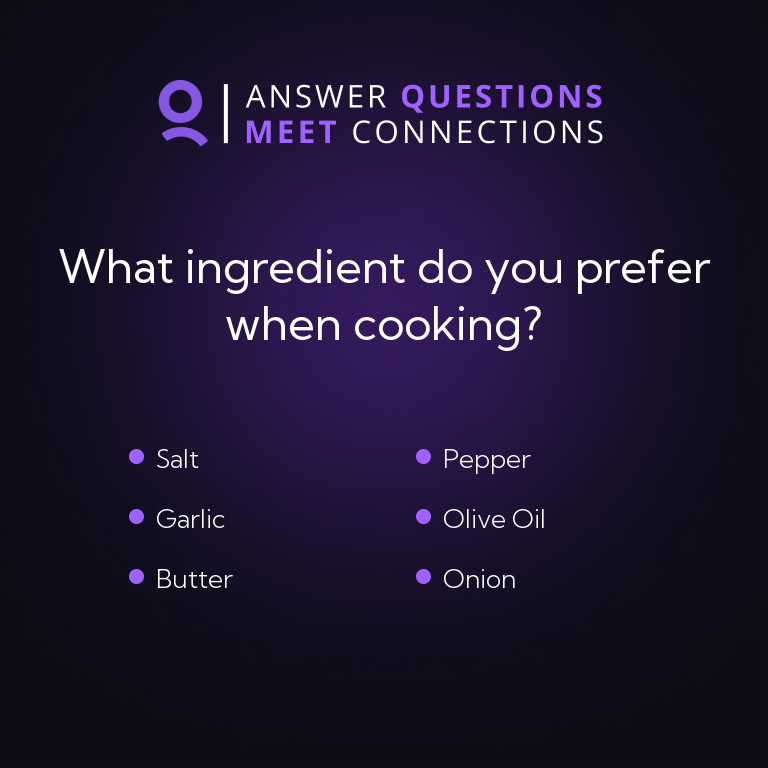 ANSWER QUESTIONS
MEET CONNECTIONS
What ingredient do you prefer
when cooking?
Salt
Pepper
Garlic
Olive Oil
Butter
Onion